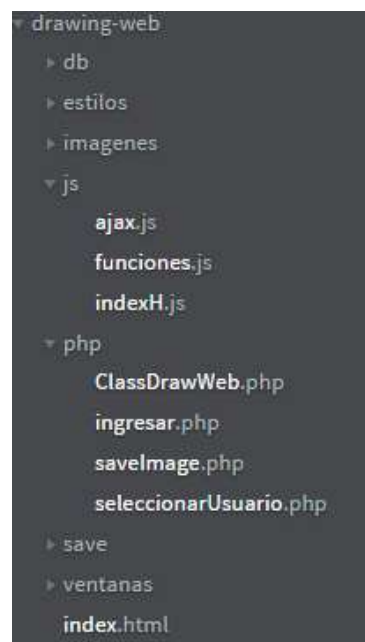 drawing-web
db
estilos
imagenes
js
ajax.js
funciones.js
indexH.js
php
ClassDrawWeb.php
ingresar.php
saveImage.php
seleccionarUsuario.php
save
ventanas
index.html